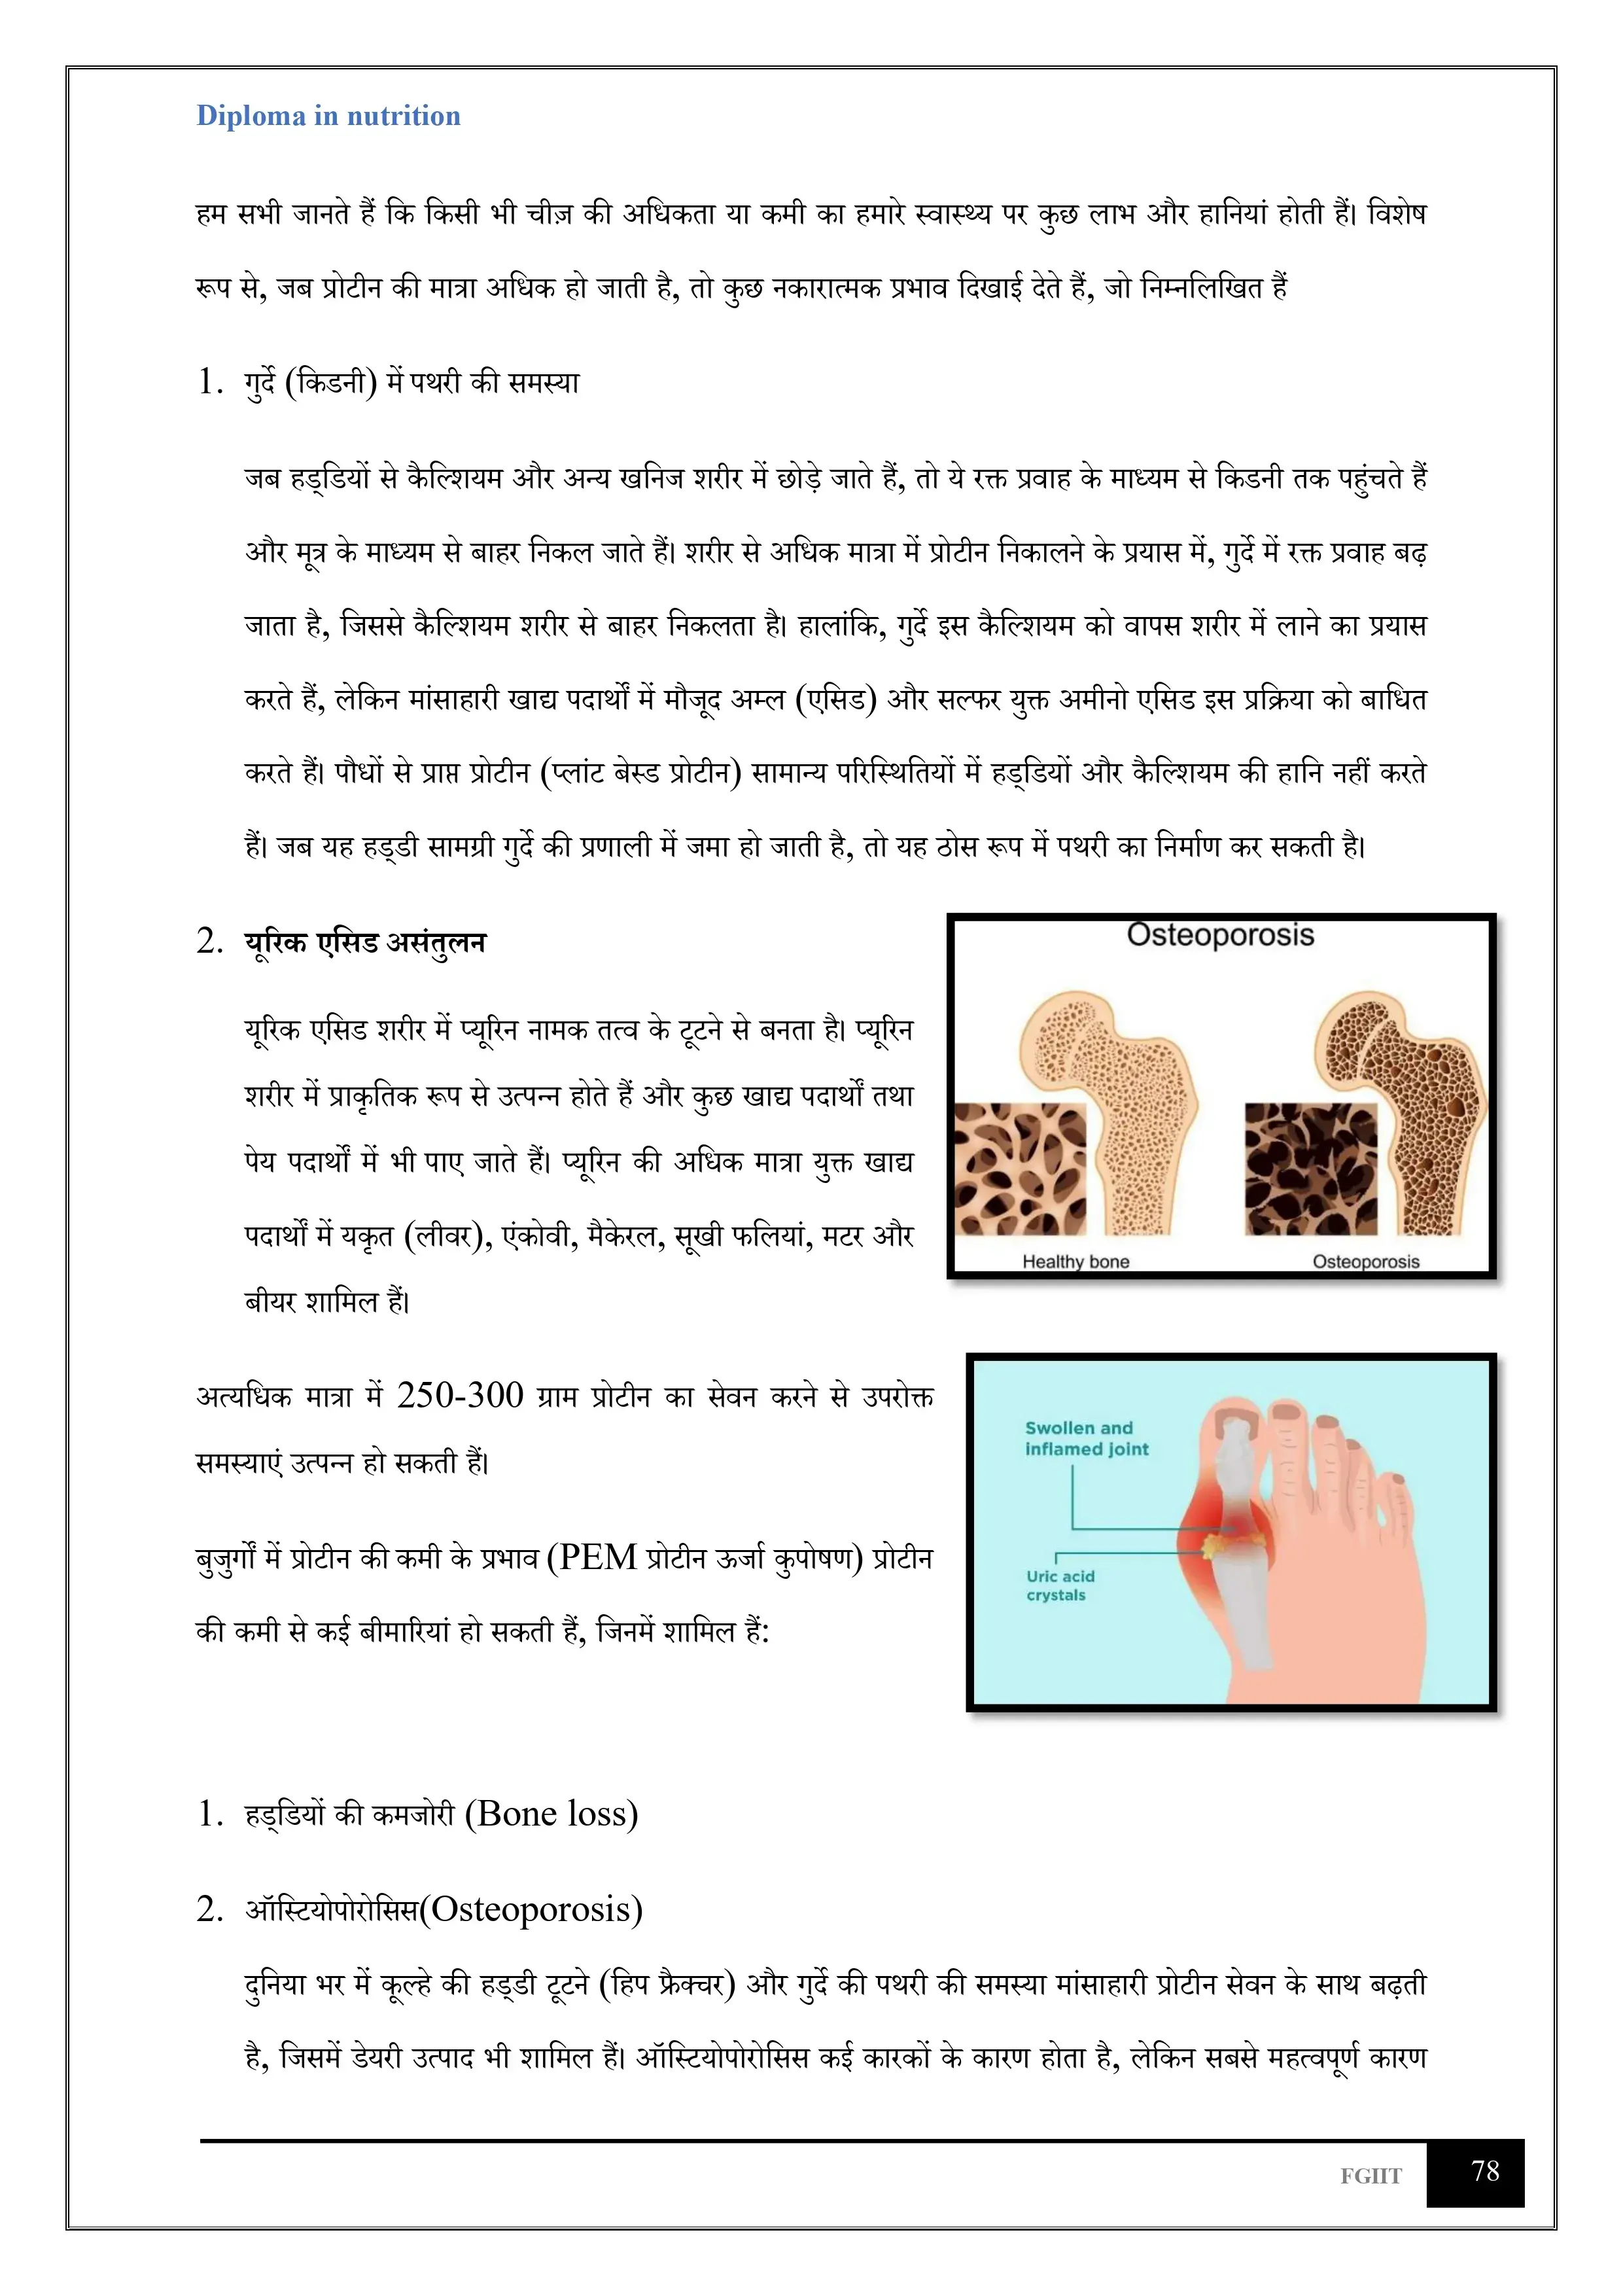 Diploma in nutrition
हम सभी जानते हैं कि किसी भी चीज़ की अधिकता या कमी का हमारे स्वास्थ्य पर कुछ लाभ और हानियां होती हैं। विशेष
रूप से, जब प्रोटीन की मात्रा अधिक हो जाती है, तो कुछ नकारात्मक प्रभाव दिखाई देते हैं, जो निम्नलिखित हैं
1. गुर्दे (किडनी) में पथरी की समस्या
जब हड्डियों से कैल्शियम और अन्य खनिज शरीर में छोड़े जाते हैं, तो ये रक्त प्रवाह के माध्यम से किडनी तक पहुंचते हैं
और मूत्र के माध्यम से बाहर निकल जाते हैं। शरीर से अधिक मात्रा में प्रोटीन निकालने के प्रयास में, गुर्दे में रक्त प्रवाह बढ़
जाता है, जिससे कैल्शियम शरीर से बाहर निकलता है। हालांकि, गुर्दे इस कैल्शियम को वापस शरीर में लाने का प्रयास
करते हैं, लेकिन मांसाहारी खाद्य पदार्थों में मौजूद अम्ल (एसिड) और सल्फर युक्त अमीनो एसिड इस प्रक्रिया को बाधित
करते हैं। पौधों से प्राप्त प्रोटीन (प्लांट बेस्ड प्रोटीन) सामान्य परिस्थितियों में हड्डियों और कैल्शियम की हानि नहीं करते
हैं। जब यह हड्डी सामग्री गुर्दे की प्रणाली में जमा हो जाती है, तो यह ठोस रूप में पथरी का निर्माण कर सकती है।
2. यूरिक एसिड असंतुलन
यूरिक एसिड शरीर में प्यूरिन नामक तत्व के टूटने से बनता है। प्यूरिन
शरीर में प्राकृतिक रूप से उत्पन्न होते हैं और कुछ खाद्य पदार्थों तथा
पेय पदार्थों में भी पाए जाते हैं। प्यूरिन की अधिक मात्रा युक्त खाद्य
पदार्थों में यकृत (लीवर), एंकोवी, मैकेरल, सूखी फलियां, मटर और
बीयर शामिल हैं।
Osteoporosis
Healthy bone
Osteoporosis
अत्यधिक मात्रा में 250-300 ग्राम प्रोटीन का सेवन करने से उपरोक्त
समस्याएं उत्पन्न हो सकती हैं।
बुजुर्गों में प्रोटीन की कमी के प्रभाव (PEM प्रोटीन ऊर्जा कुपोषण) प्रोटीन
की कमी से कई बीमारियां हो सकती हैं, जिनमें शामिल हैं:
Swollen and
inflamed joint
Uric acid
crystals
1. हड्डियों की कमजोरी (Bone loss)
2. ऑस्टियोपोरोसिस(Osteoporosis)
दुनिया भर में कूल्हे की हड्डी टूटने (हिप फ्रैक्चर) और गुर्दे की पथरी की समस्या मांसाहारी प्रोटीन सेवन के साथ बढ़ती
है, जिसमें डेयरी उत्पाद भी शामिल हैं। ऑस्टियोपोरोसिस कई कारकों के कारण होता है, लेकिन सबसे महत्वपूर्ण कारण
FGIIT 78